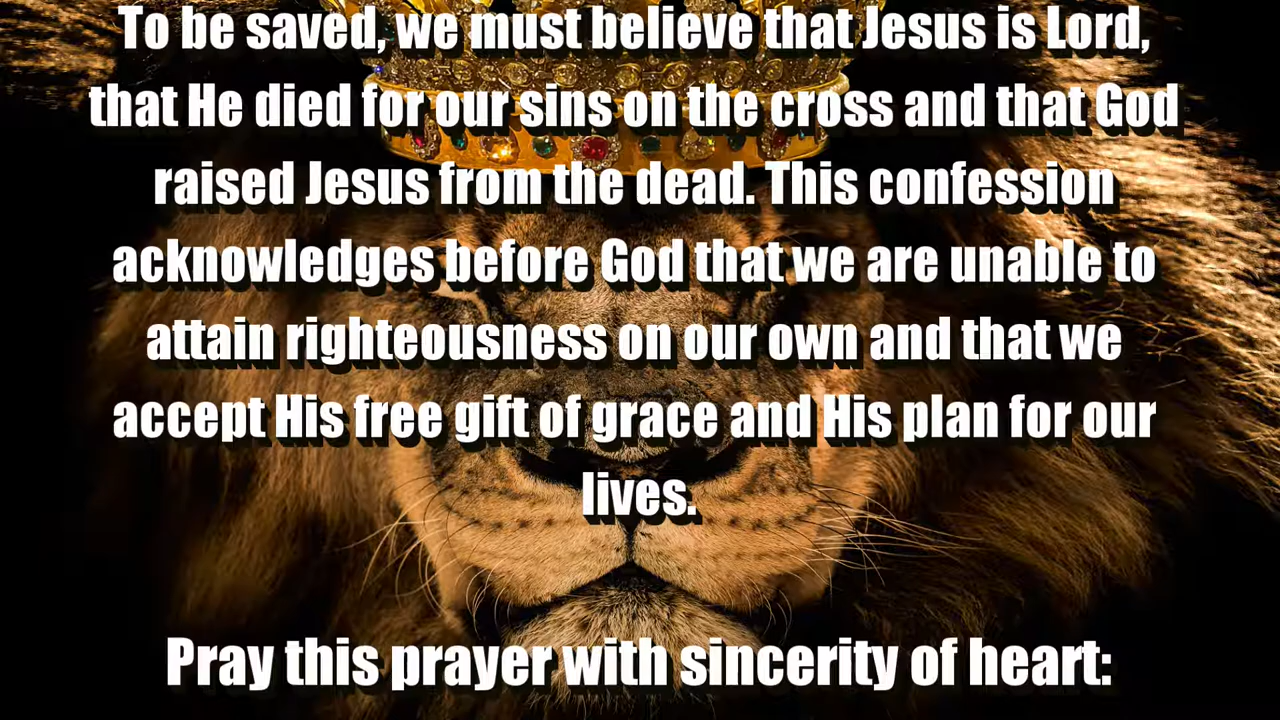 To be saved, we must believe that Jesus is Lord,
that He died for our sins on the cross and that God
raised Jesus from the dead. This confession
acknowledges before God that we are unable to
attain righteousness on our own and that we
accept His free gift of grace and His plan for our
lives.
Pray this prayer with sincerity of heart: